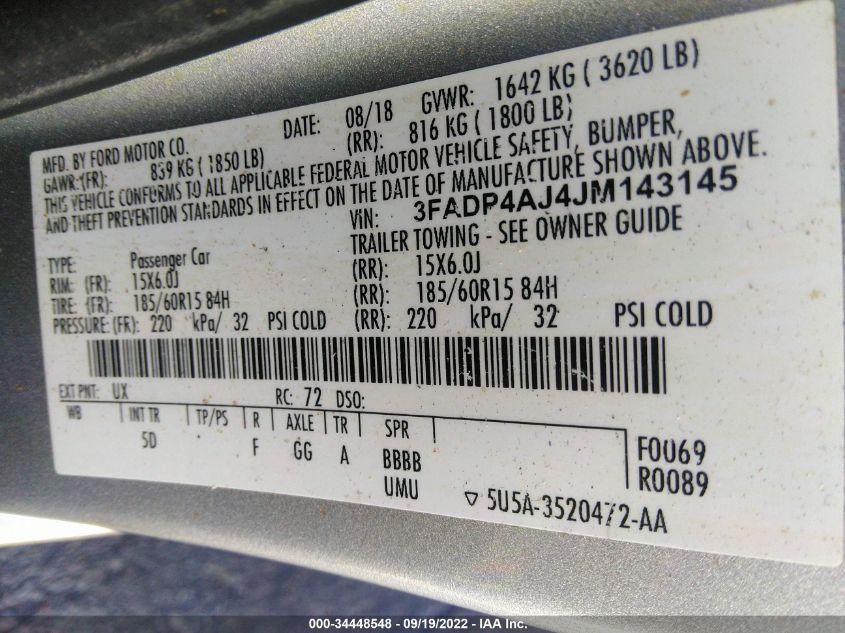 MFD. BY FORD MOTOR CO. DATE: 08/18 GVWR: 1642 KG ( 3620 LB)
GAWR:(FR): 839 KG ( 1850 LB) (RR): 816 KG ( 1800 LB)
THIS VEHICLE CONFORMS TO ALL APPLICABLE FEDERAL MOTOR VEHICLE SAFETY, BUMPER,
AND THEFT PREVENTION STANDARDS IN EFFECT ON THE DATE OF MANUFACTURE SHOWN ABOVE.
VIN: 3FADP4AJ4JM143145
TRAILER TOWING - SEE OWNER GUIDE
TYPE: Passenger Car
RIM: (FR): 15X6.0J (RR): 15X6.0J
TIRE: (FR): 185/60R15 84H (RR): 185/60R15 84H
PRESSURE: (FR): 220 kPa/ 32 PSI COLD (RR): 220 kPa/ 32 PSI COLD
EXT PNT: UX RC: 72 DSO:
WB INT TR TP/PS R AXLE TR SPR
5D F GG A BBBB
UMU
F0069
R0089
▽ 5U5A-3520472-AA
000-34448548 - 09/19/2022 - IAA Inc.